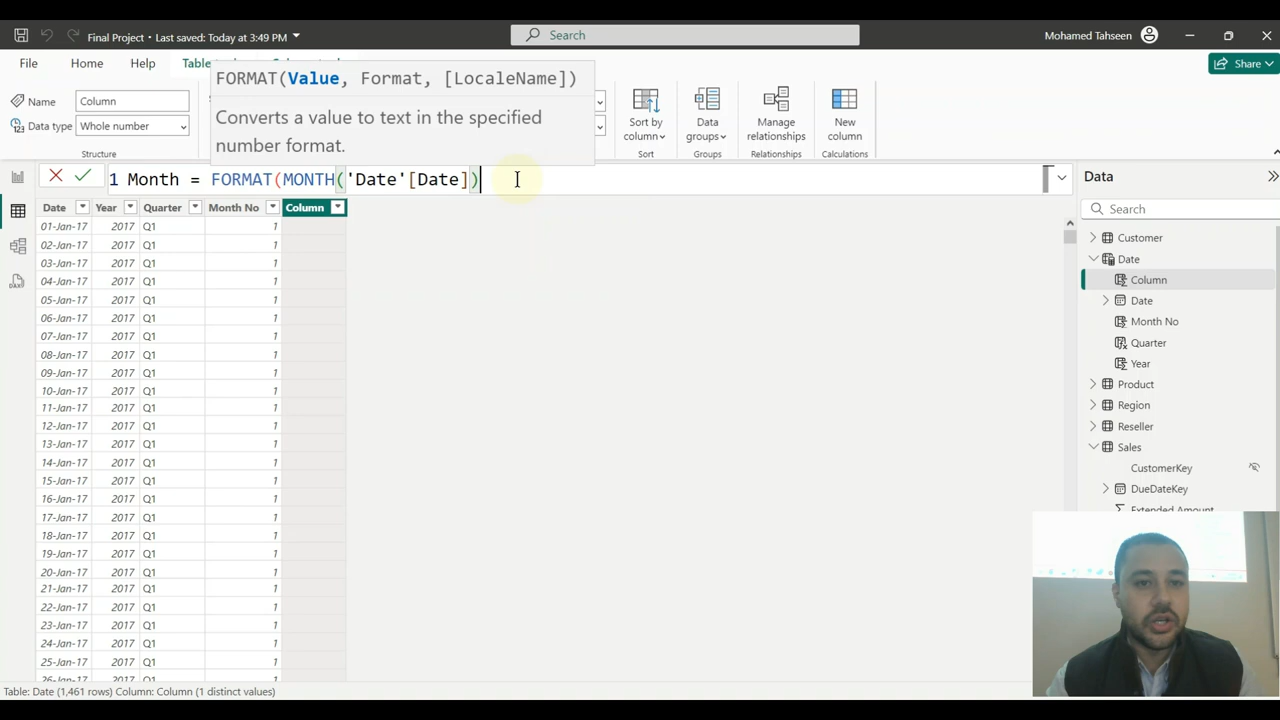 Final Project • Last saved: Today at 3:49 PM
Search
Mohamed Tahseen
File
Home
Help
Share
FORMAT(Value, Format, [LocaleName])
Converts a value to text in the specified
number format.
Name
Column
Data type
Whole number
Structure
Sort by
column
Sort
Data
groups
Groups
Manage
relationships
Relationships
New
column
Calculations
1 Month = FORMAT(MONTH('Date'[Date])
Date Year Quarter Month No Column
01-Jan-17 2017 Q1 1
02-Jan-17 2017 Q1 1
03-Jan-17 2017 Q1 1
04-Jan-17 2017 Q1 1
05-Jan-17 2017 Q1 1
06-Jan-17 2017 Q1 1
07-Jan-17 2017 Q1 1
08-Jan-17 2017 Q1 1
09-Jan-17 2017 Q1 1
10-Jan-17 2017 Q1 1
11-Jan-17 2017 Q1 1
12-Jan-17 2017 Q1 1
13-Jan-17 2017 Q1 1
14-Jan-17 2017 Q1 1
15-Jan-17 2017 Q1 1
16-Jan-17 2017 Q1 1
17-Jan-17 2017 Q1 1
18-Jan-17 2017 Q1 1
19-Jan-17 2017 Q1 1
20-Jan-17 2017 Q1 1
21-Jan-17 2017 Q1 1
22-Jan-17 2017 Q1 1
23-Jan-17 2017 Q1 1
24-Jan-17 2017 Q1 1
25-Jan-17 2017 Q1 1
Data
Search
Customer
Date
Column
Date
Month No
Quarter
Year
Product
Region
Reseller
Sales
CustomerKey
DueDateKey
Extended Amount
Table: Date (1,461 rows) Column: Column (1 distinct values)